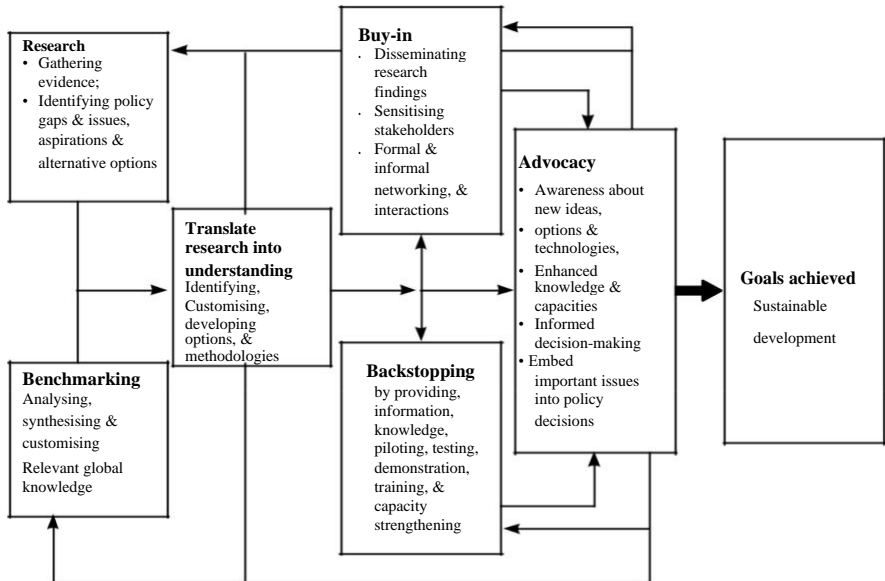 Research
• Gathering
evidence;
• Identifying policy
gaps & issues,
aspirations &
alternative options
Benchmarking
Analysing,
synthesising &
customising
Relevant global
knowledge
Translate
research into
understanding
Identifying,
Customising,
developing
options, &
methodologies
Buy-in
. Disseminating
research
findings
. Sensitising
stakeholders
. Formal &
informal
networking, &
interactions
Backstopping
by providing,
information,
knowledge,
piloting, testing,
demonstration,
training, &
capacity
strengthening
Advocacy
• Awareness about
new ideas,
• options &
technologies,
• Enhanced
knowledge &
capacities
• Informed
decision-making
• Embed
important issues
into policy
decisions
Goals achieved
Sustainable
development